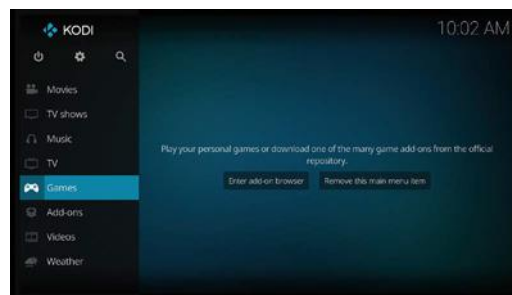 KODI
10:02 AM
Movies
TV shows
Music
TV
Games
Add-ons
Videos
Weather
Play your personal games or download one of the many game add-ons from the official
repository.
Enter add-on browser
Remove this main menu item